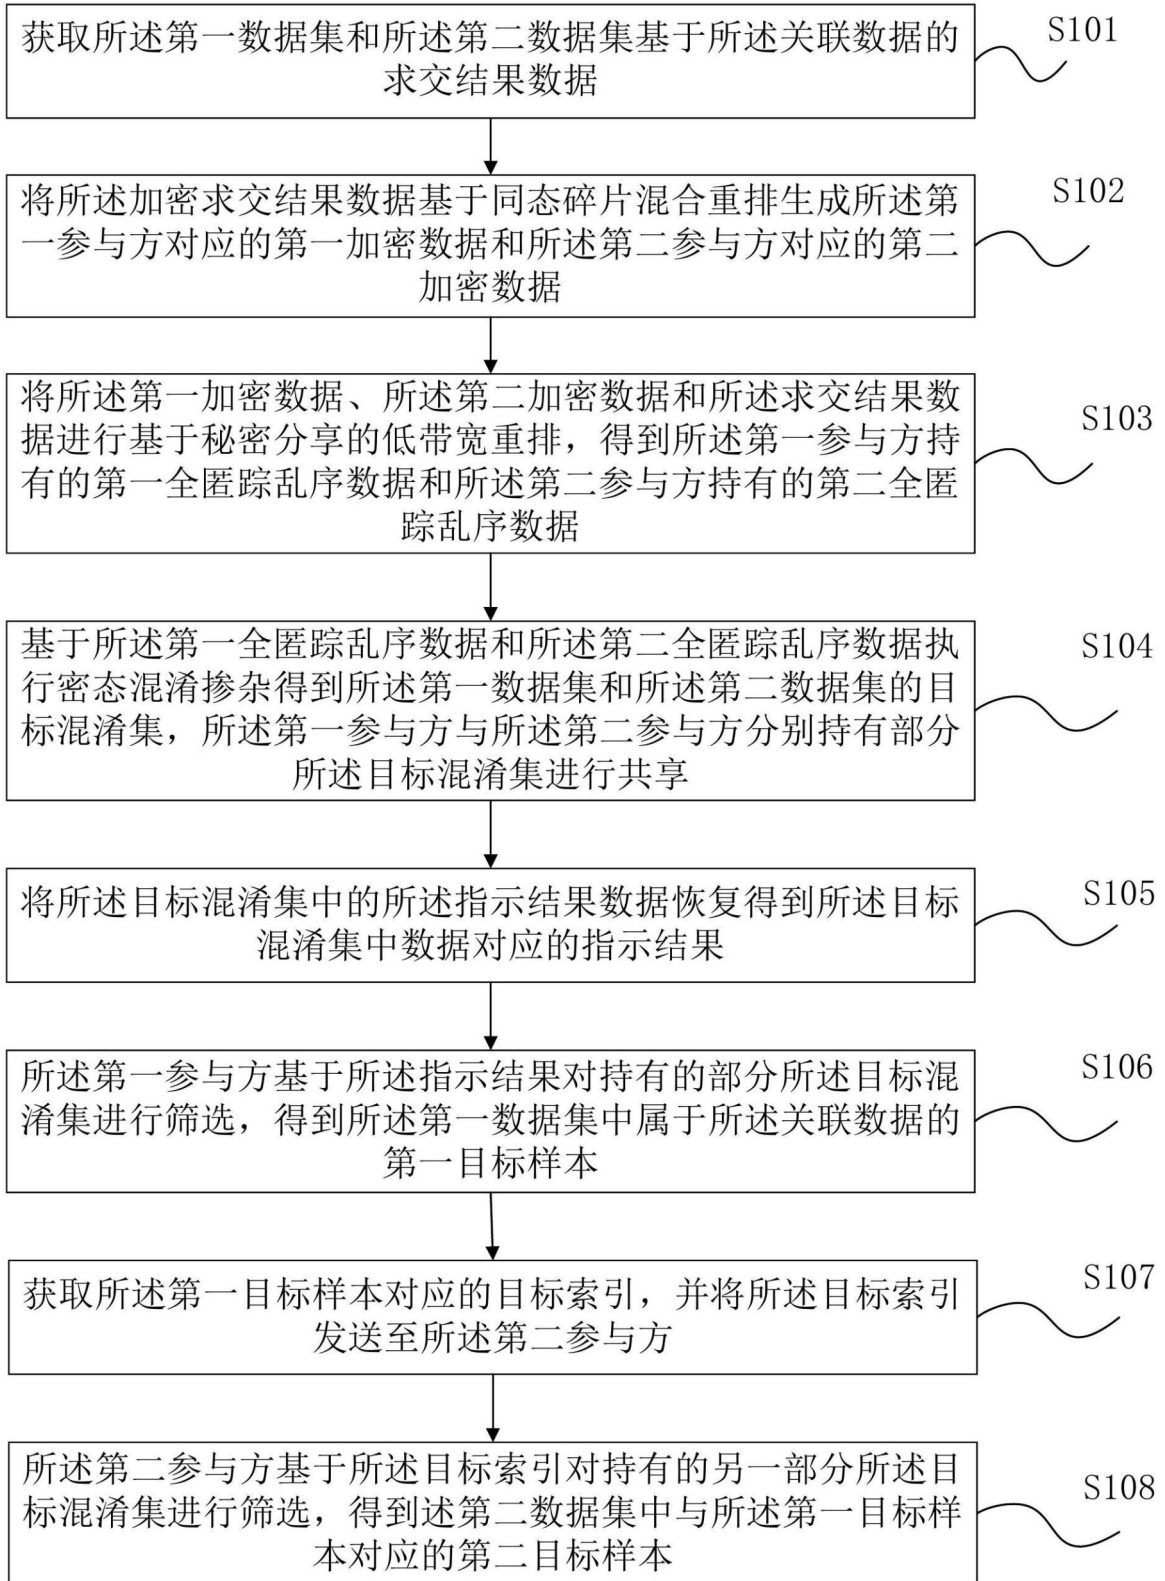 获取所述第一数据集和所述第二数据集基于所述关联数据的
求交结果数据
S101
将所述加密求交结果数据基于同态碎片混合重排生成所述第
一参与方对应的第一加密数据和所述第二参与方对应的第二
加密数据
S102
将所述第一加密数据、所述第二加密数据和所述求交结果数
据进行基于秘密分享的低带宽重排，得到所述第一参与方持
有的第一全匿踪乱序数据和所述第二参与方持有的第二全匿
踪乱序数据
S103
基于所述第一全匿踪乱序数据和所述第二全匿踪乱序数据执
行密态混淆掺杂得到所述第一数据集和所述第二数据集的目
标混淆集，所述第一参与方与所述第二参与方分别持有部分
所述目标混淆集进行共享
S104
将所述目标混淆集中的所述指示结果数据恢复得到所述目标
混淆集中数据对应的指示结果
S105
所述第一参与方基于所述指示结果对持有的部分所述目标混
淆集进行筛选，得到所述第一数据集中属于所述关联数据的
第一目标样本
S106
获取所述第一目标样本对应的目标索引，并将所述目标索引
发送至所述第二参与方
S107
所述第二参与方基于所述目标索引对持有的另一部分所述目
标混淆集进行筛选，得到述第二数据集中与所述第一目标样
本对应的第二目标样本
S108